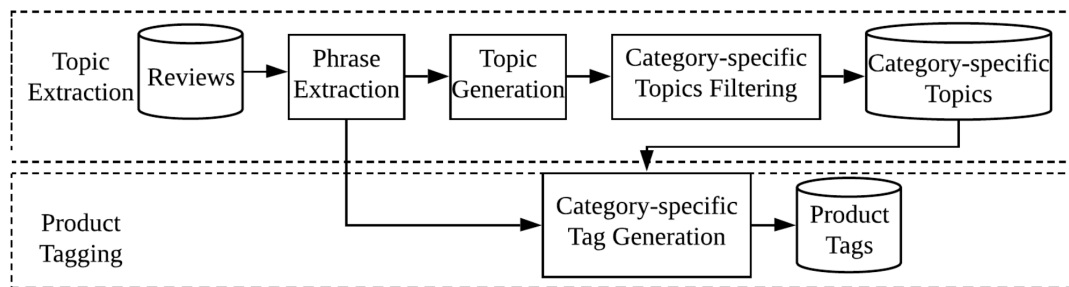 Topic
Extraction
Reviews
Phrase
Extraction
Topic
Generation
Category-specific
Topics Filtering
Category-specific
Topics
Product
Tagging
Category-specific
Tag Generation
Product
Tags